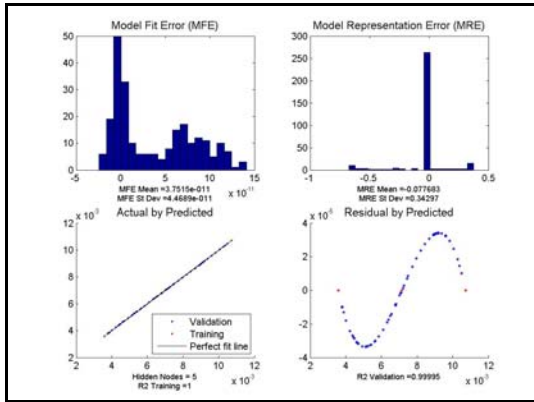 Model Fit Error (MFE)
50
40
30
20
10
0
-5
0
5
10
15
x 10⁻¹¹
MFE Mean =3.7515e-011
MFE St Dev =4.4689e-011
Model Representation Error (MRE)
300
250
200
150
100
50
0
-1
-0.5
0
0.5
MRE Mean =-0.077683
MRE St Dev =0.34297
Actual by Predicted
x 10⁻³
12
10
8
6
4
2
Validation
Training
Perfect fit line
2
4
6
8
10
12
x 10⁻³
Hidden Nodes = 5
R2 Training =1
Residual by Predicted
4
2
0
-2
-4
2
4
6
8
10
12
x 10⁻³
R2 Validation =0.99995